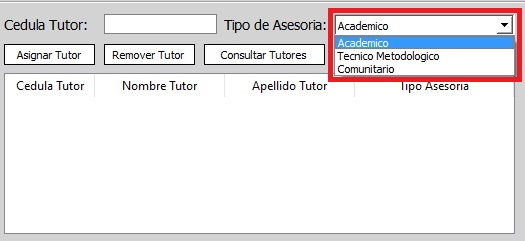 Cedula Tutor: Tipo de Asesoria: Academico
Asignar Tutor Remover Tutor Consultar Tutores Academico
Tecnico Metodologico
Comunitario
Cedula Tutor Nombre Tutor Apellido Tutor Tipo Asesoria